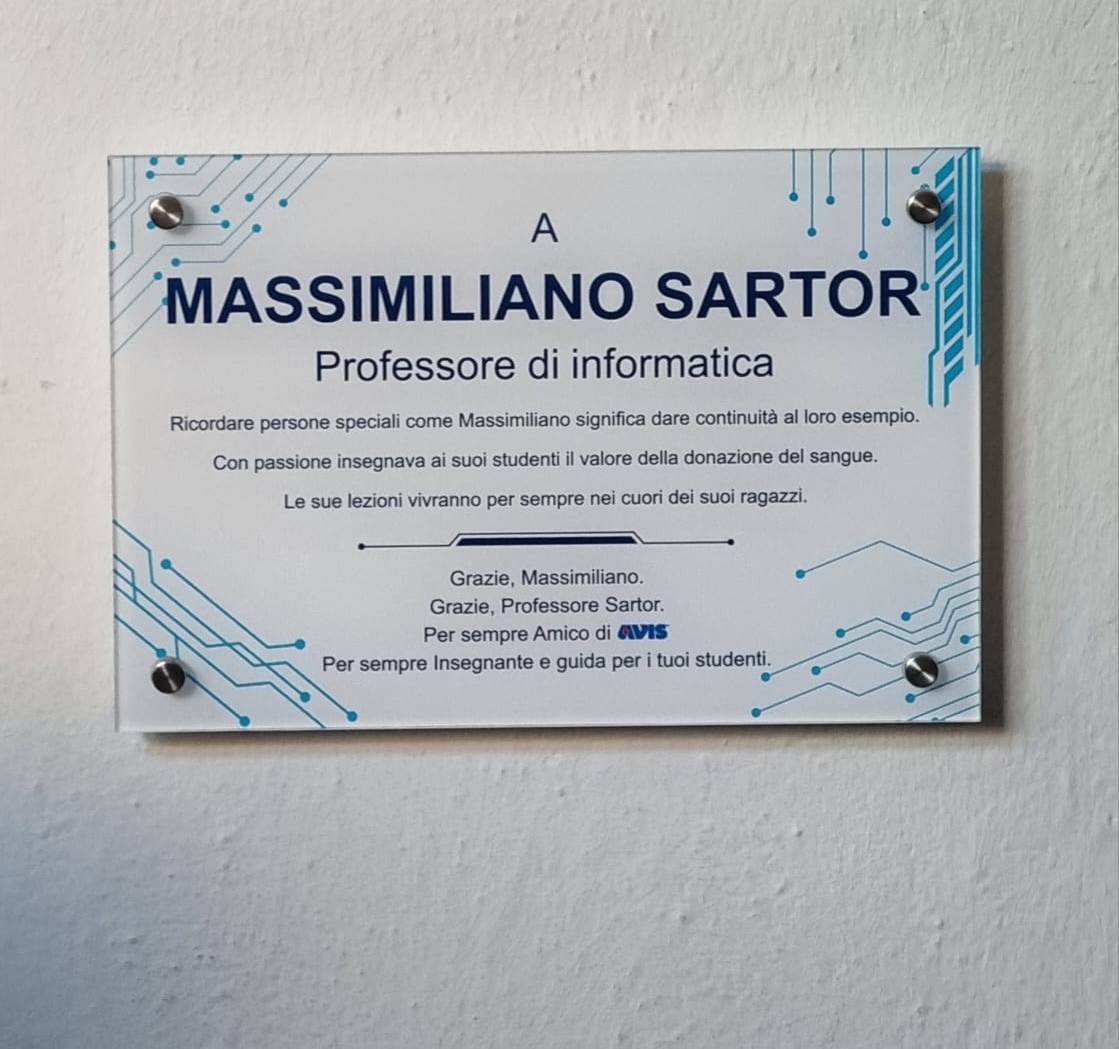 A
MASSIMILIANO SARTOR
Professore di informatica
Ricordare persone speciali come Massimiliano significa dare continuità al loro esempio.
Con passione insegnava ai suoi studenti il valore della donazione del sangue.
Le sue lezioni vivranno per sempre nei cuori dei suoi ragazzi.
Grazie, Massimiliano.
Grazie, Professore Sartor.
Per sempre Amico di AVIS
Per sempre Insegnante e guida per i tuoi studenti.